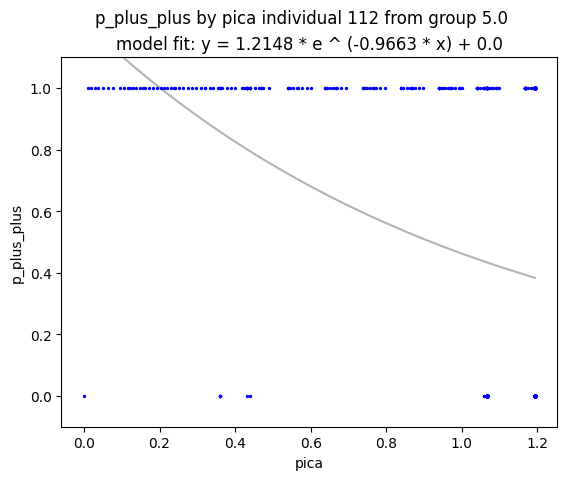 p_plus_plus by pica individual 112 from group 5.0
model fit: y = 1.2148 * e ^ (-0.9663 * x) + 0.0
1.0
0.8
0.6
0.4
0.2
0.0
p_plus_plus
0.0 0.2 0.4 0.6 0.8 1.0 1.2
pica